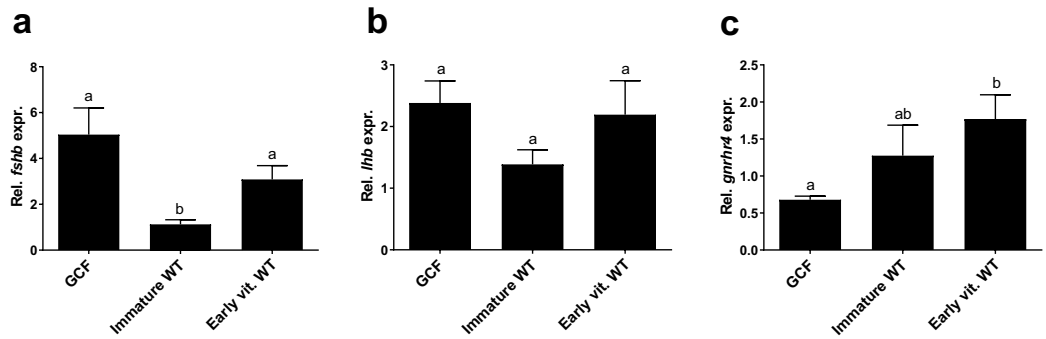 a
Rel. fshb expr.
8
6
4
2
0
a
b
a
GCF
Immature WT
Early vit. WT
b
Rel. lhb expr.
3
2
1
0
a
a
a
GCF
Immature WT
Early vit. WT
c
Rel. gnrhr4 expr.
2.5
2.0
1.5
1.0
0.5
0.0
a
ab
b
GCF
Immature WT
Early vit. WT